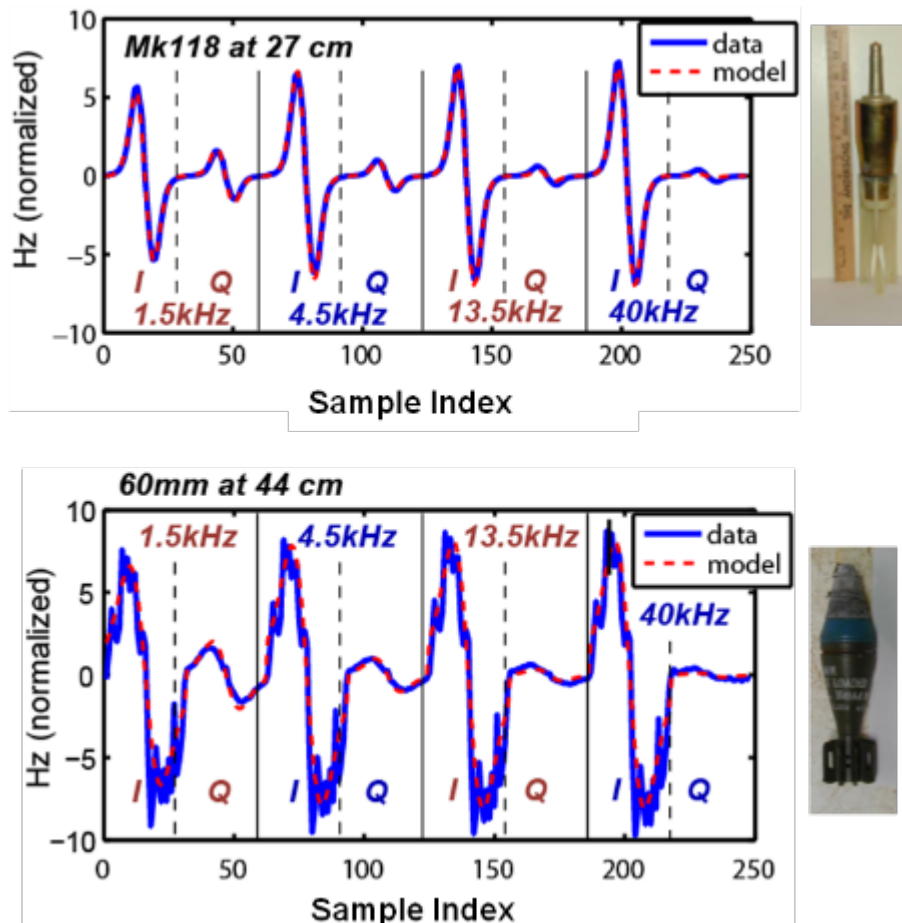 Mk118 at 27 cm
data
model
Hz (normalized)
10
5
0
−5
−10
I Q I Q I Q I Q
1.5kHz 4.5kHz 13.5kHz 40kHz
0 50 100 150 200 250
Sample Index
60mm at 44 cm
data
model
Hz (normalized)
10
5
0
−5
−10
1.5kHz 4.5kHz 13.5kHz
40kHz
I Q I Q I Q I Q
0 50 100 150 200 250
Sample Index